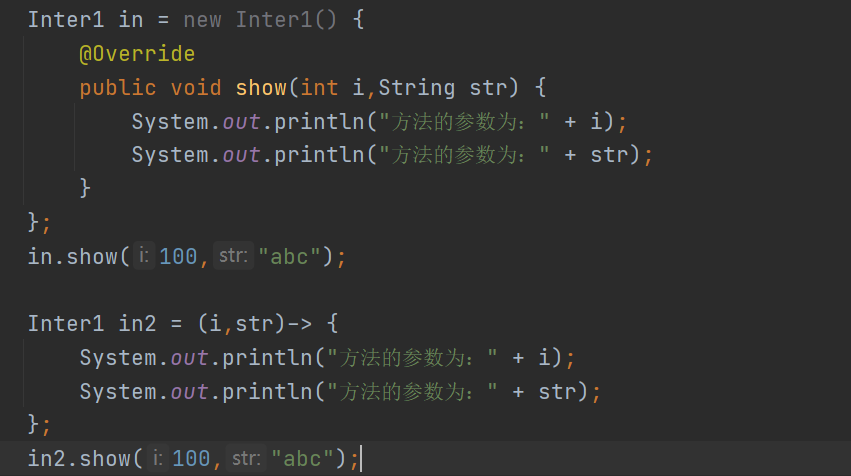 Inter1 in = new Inter1() {
@Override
public void show(int i,String str) {
System.out.println("方法的参数为：" + i);
System.out.println("方法的参数为：" + str);
}
};
in.show( i: 100, str: "abc");
Inter1 in2 = (i,str)-> {
System.out.println("方法的参数为：" + i);
System.out.println("方法的参数为：" + str);
};
in2.show( i: 100, str: "abc");